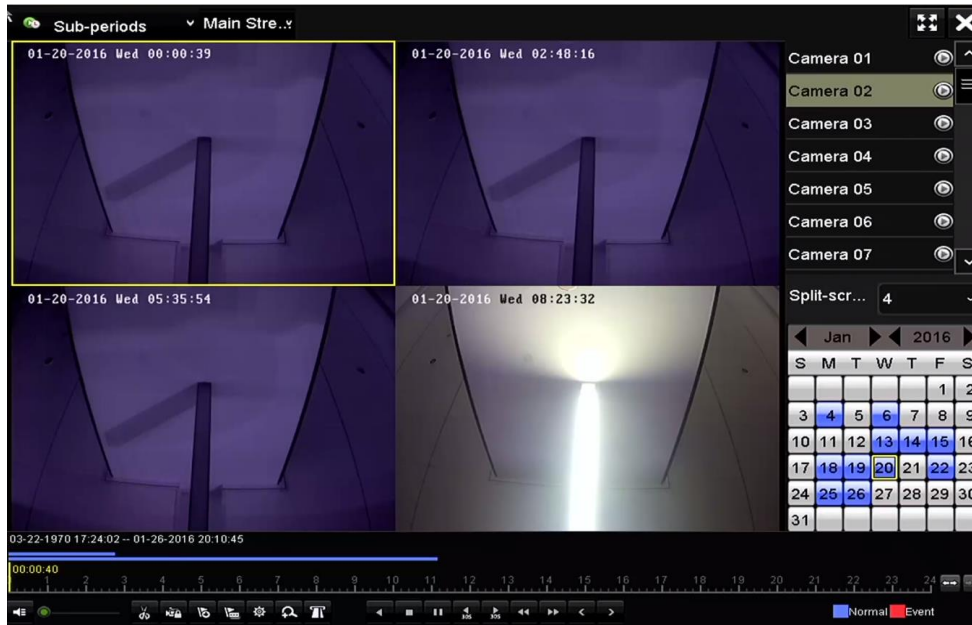 Sub-periods
Main Stre...
01-20-2016 Wed 00:00:39
01-20-2016 Wed 02:48:16
01-20-2016 Wed 05:35:54
01-20-2016 Wed 08:23:32
Camera 01
Camera 02
Camera 03
Camera 04
Camera 05
Camera 06
Camera 07
Split-scr... 4
Jan 2016
S M T W T F S
1 2
3 4 5 6 7 8 9
10 11 12 13 14 15 16
17 18 19 20 21 22 23
24 25 26 27 28 29 30
31
03-22-1970 17:24:02 -- 01-26-2016 20:10:45
00:00:40
1 2 3 4 5 6 7 8 9 10 11 12 13 14 15 16 17 18 19 20 21 22 23 24
30s 30s
Normal Event